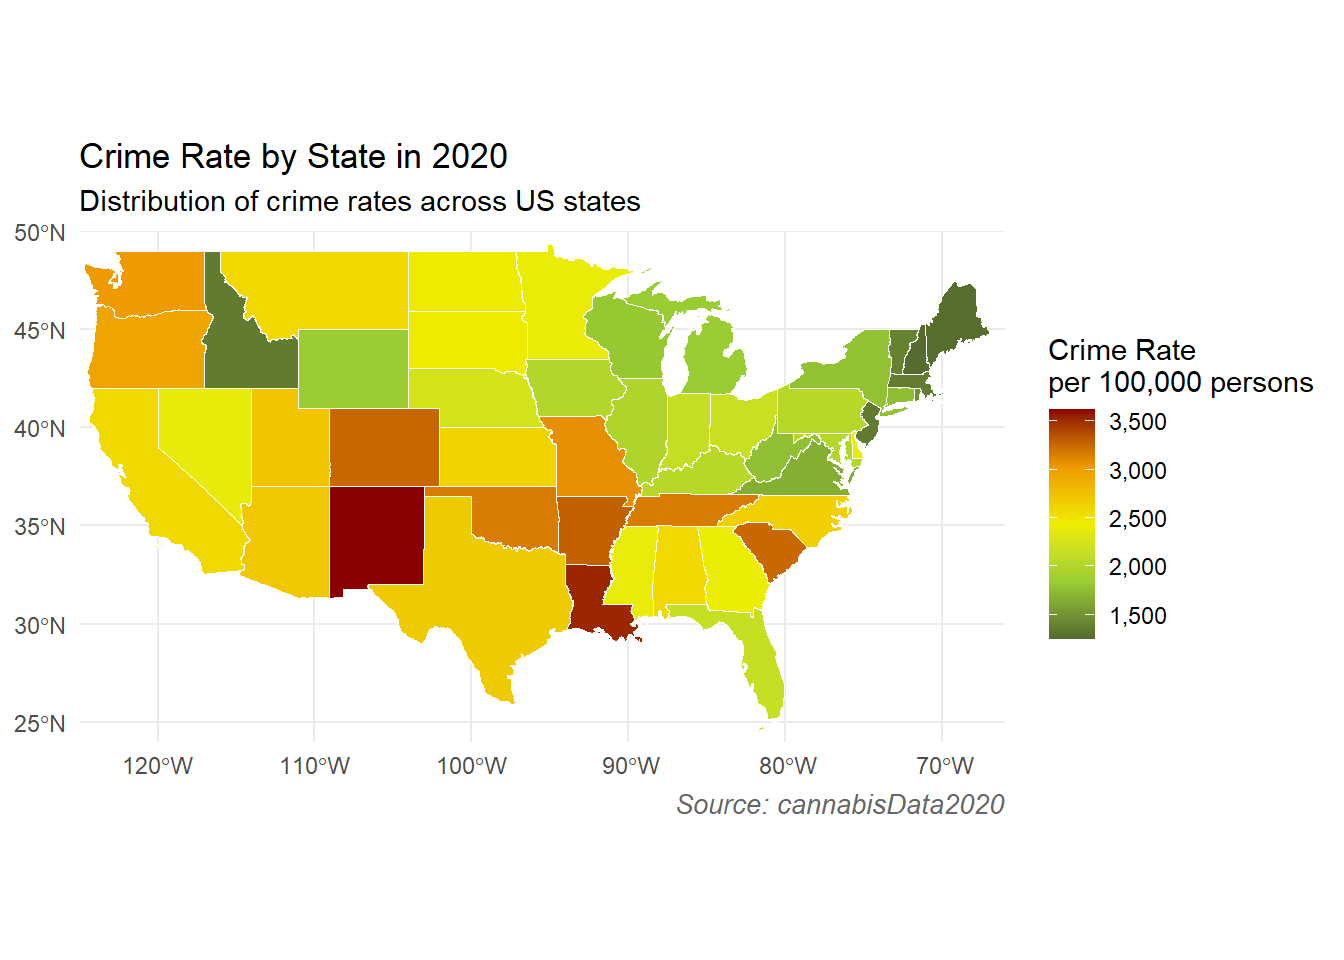 Crime Rate by State in 2020
Distribution of crime rates across US states
50°N
45°N
40°N
35°N
30°N
25°N
120°W 110°W 100°W 90°W 80°W 70°W
Source: cannabisData2020
Crime Rate
per 100,000 persons
3,500
3,000
2,500
2,000
1,500